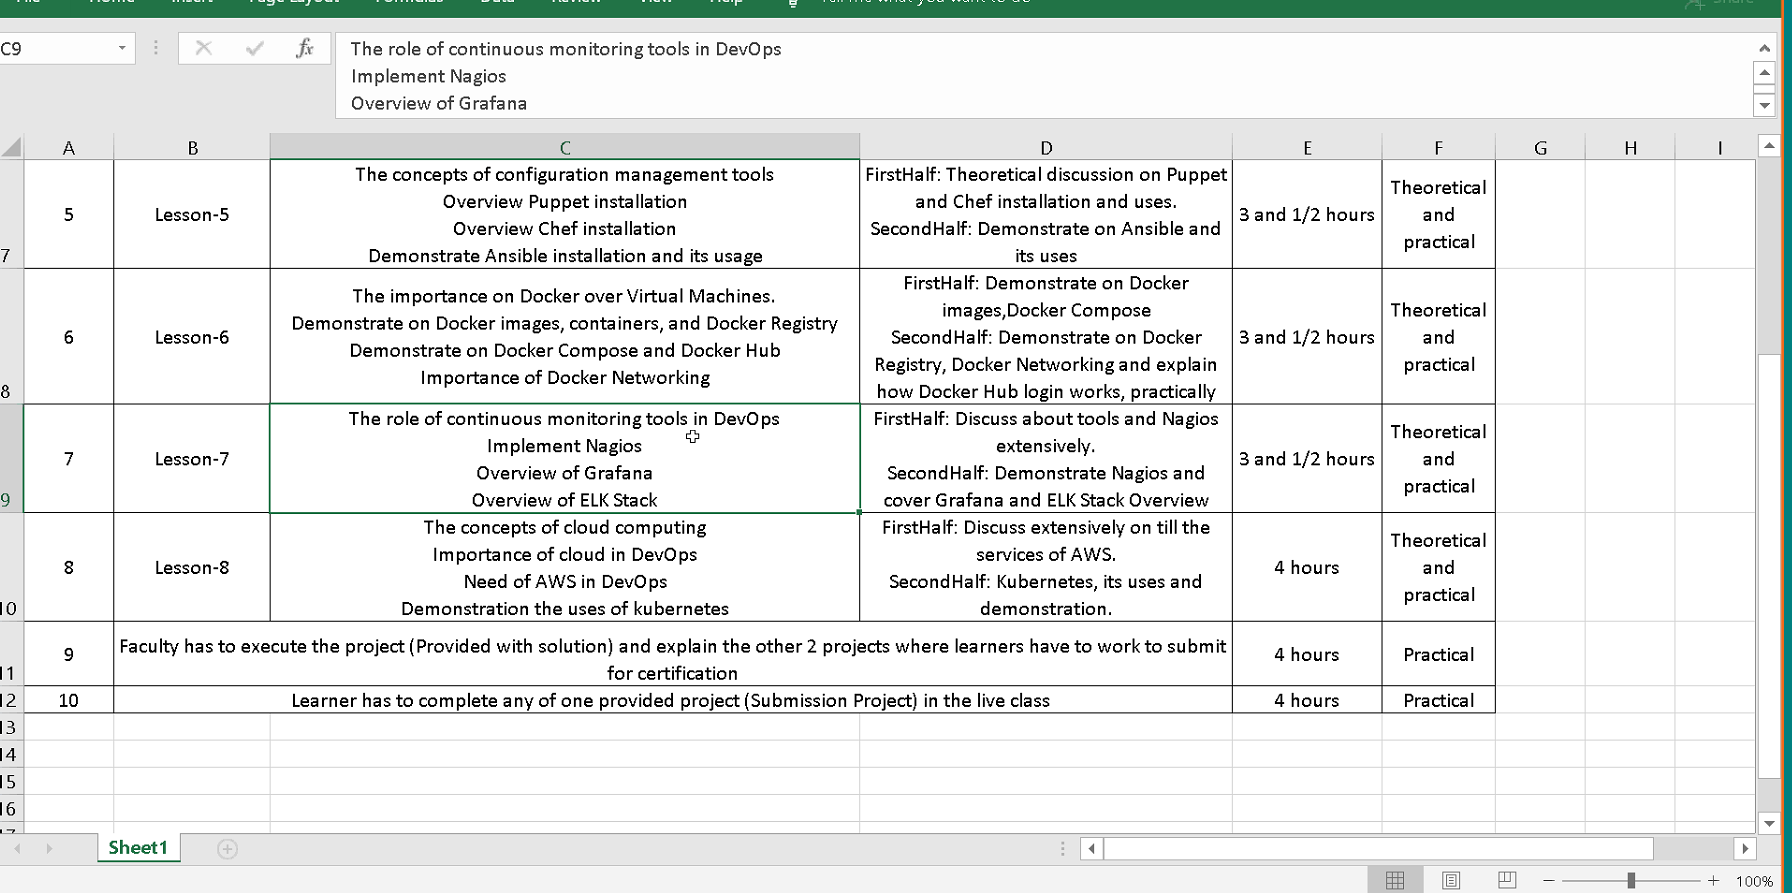 C9
fx
The role of continuous monitoring tools in DevOps
Implement Nagios
Overview of Grafana
A B C D E F G H I
7
5
Lesson-5
The concepts of configuration management tools
Overview Puppet installation
Overview Chef installation
Demonstrate Ansible installation and its usage
FirstHalf: Theoretical discussion on Puppet
and Chef installation and uses.
SecondHalf: Demonstrate on Ansible and
its uses
3 and 1/2 hours
Theoretical
and
practical
8
6
Lesson-6
The importance on Docker over Virtual Machines.
Demonstrate on Docker images, containers, and Docker Registry
Demonstrate on Docker Compose and Docker Hub
Importance of Docker Networking
FirstHalf: Demonstrate on Docker
images,Docker Compose
SecondHalf: Demonstrate on Docker
Registry, Docker Networking and explain
how Docker Hub login works, practically
3 and 1/2 hours
Theoretical
and
practical
9
7
Lesson-7
The role of continuous monitoring tools in DevOps
Implement Nagios
Overview of Grafana
Overview of ELK Stack
FirstHalf: Discuss about tools and Nagios
extensively.
SecondHalf: Demonstrate Nagios and
cover Grafana and ELK Stack Overview
3 and 1/2 hours
Theoretical
and
practical
10
8
Lesson-8
The concepts of cloud computing
Importance of cloud in DevOps
Need of AWS in DevOps
Demonstration the uses of kubernetes
FirstHalf: Discuss extensively on till the
services of AWS.
SecondHalf: Kubernetes, its uses and
demonstration.
4 hours
Theoretical
and
practical
11
9
Faculty has to execute the project (Provided with solution) and explain the other 2 projects where learners have to work to submit
for certification
4 hours
Practical
12
10
Learner has to complete any of one provided project (Submission Project) in the live class
4 hours
Practical
13
14
15
16
Sheet1
100%